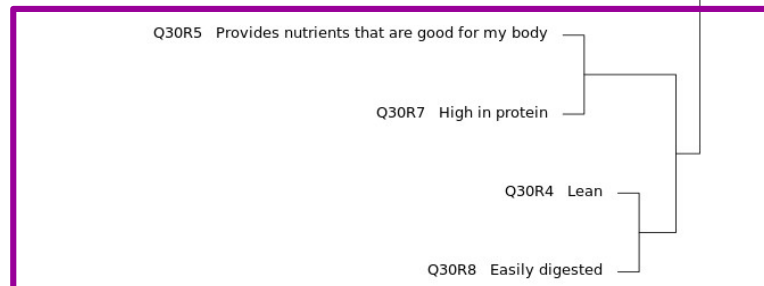 Q30R5 Provides nutrients that are good for my body
Q30R7 High in protein
Q30R4 Lean
Q30R8 Easily digested